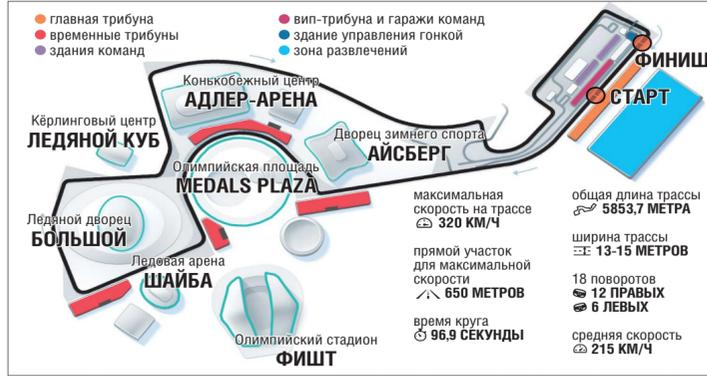 главная трибуна
временные трибуны
здания команд
вип-трибуна и гаражи команд
здание управления гонкой
зона развлечений
ФИНИШ
СТАРТ
Конькобежный центр
АДЛЕР-АРЕНА
Кёрлинговый центр
ЛЕДЯНОЙ КУБ
Дворец зимнего спорта
АЙСБЕРГ
Олимпийская площадь
MEDALS PLAZA
Ледяной дворец
БОЛЬШОЙ
Ледовая арена
ШАЙБА
Олимпийский стадион
ФИШТ
максимальная
скорость на трассе
320 КМ/Ч
прямой участок
для максимальной
скорости
650 МЕТРОВ
время круга
96,9 СЕКУНДЫ
общая длина трассы
5853,7 МЕТРА
ширина трассы
13-15 МЕТРОВ
18 поворотов
12 ПРАВЫХ
6 ЛЕВЫХ
средняя скорость
215 КМ/Ч